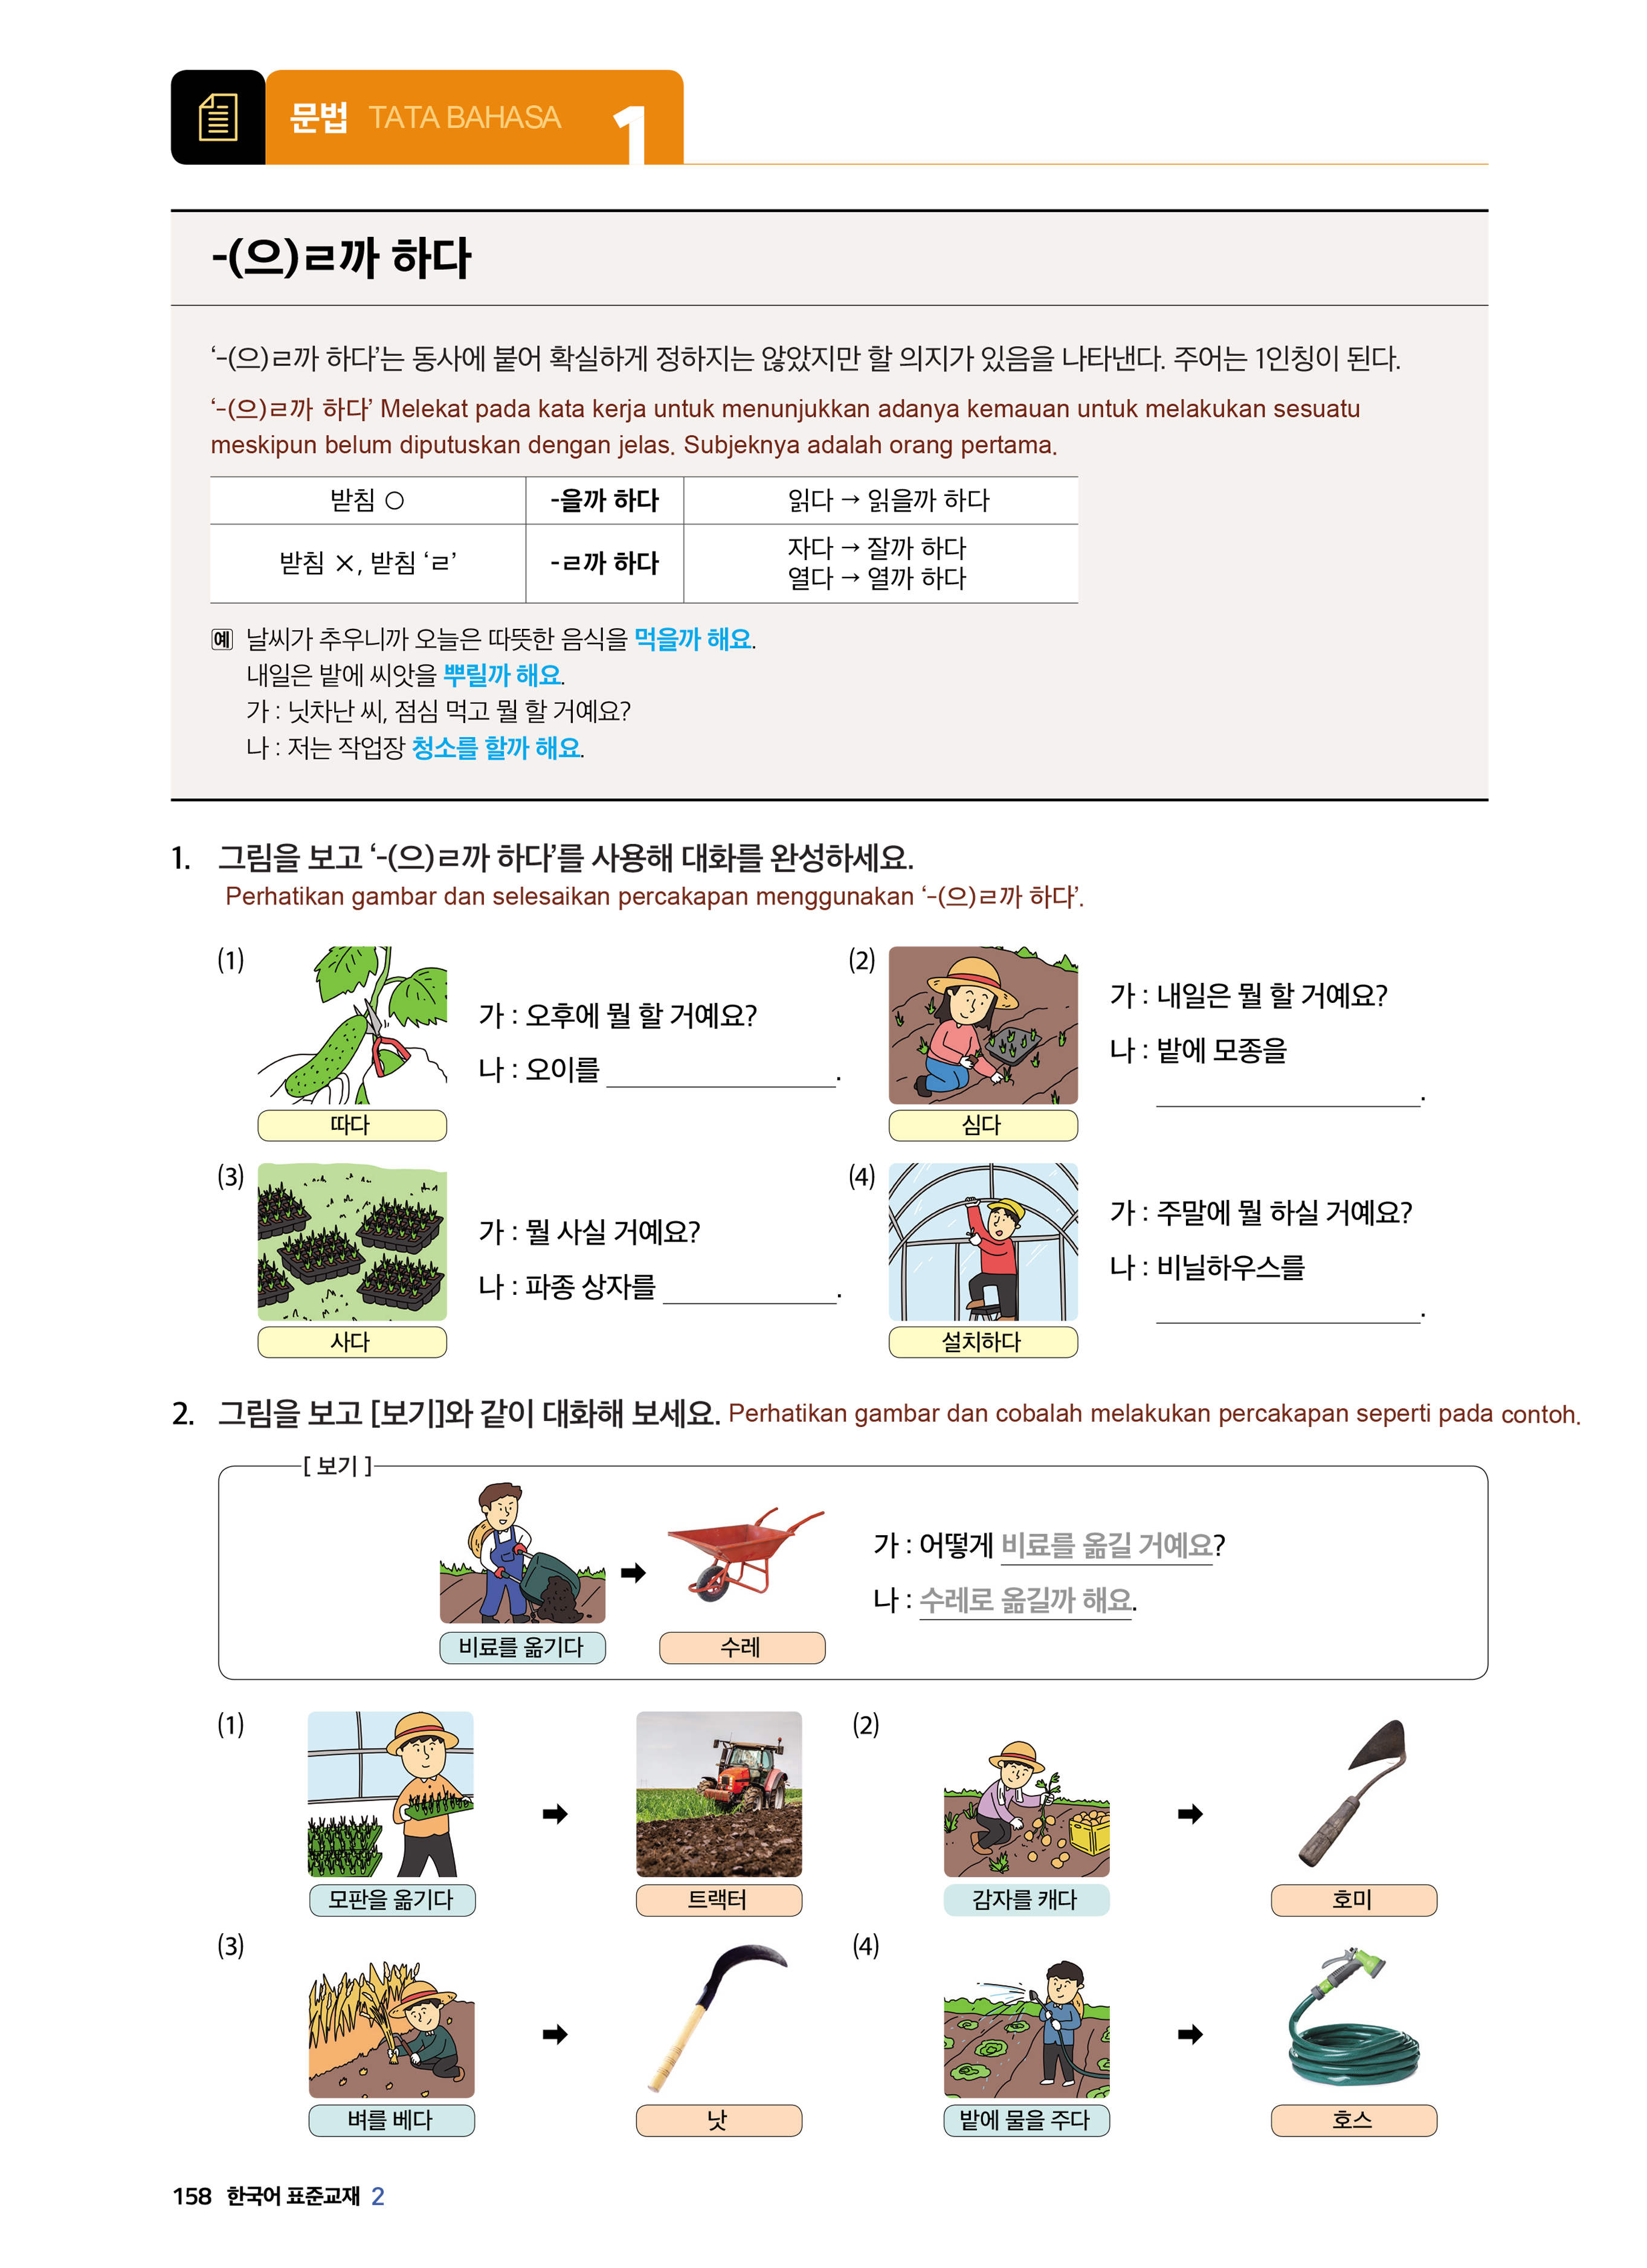 문법 TATA BAHASA 1
-(으)ㄹ까 하다
‘-(으)ㄹ까 하다’는 동사에 붙어 확실하게 정하지는 않았지만 할 의지가 있음을 나타낸다. 주어는 1인칭이 된다.
‘-(으)ㄹ까 하다’ Melekat pada kata kerja untuk menunjukkan adanya kemauan untuk melakukan sesuatu
meskipun belum diputuskan dengan jelas. Subjeknya adalah orang pertama.
받침 ○ -을까 하다 읽다 → 읽을까 하다
받침 ×, 받침 ‘ㄹ’ -ㄹ까 하다 자다 → 잘까 하다
열다 → 열까 하다
예 날씨가 추우니까 오늘은 따뜻한 음식을 먹을까 해요.
내일은 밭에 씨앗을 뿌릴까 해요.
가 : 닛차난 씨, 점심 먹고 뭘 할 거예요?
나 : 저는 작업장 청소를 할까 해요.
1. 그림을 보고 ‘-(으)ㄹ까 하다’를 사용해 대화를 완성하세요.
Perhatikan gambar dan selesaikan percakapan menggunakan ‘-(으)ㄹ까 하다’.
(1)
가 : 오후에 뭘 할 거예요?
나 : 오이를 ____________.
따다
(2)
가 : 내일은 뭘 할 거예요?
나 : 밭에 모종을
____________.
심다
(3)
가 : 뭘 사실 거예요?
나 : 파종 상자를 ____________.
사다
(4)
가 : 주말에 뭘 하실 거예요?
나 : 비닐하우스를
____________.
설치하다
2. 그림을 보고 [보기]와 같이 대화해 보세요. Perhatikan gambar dan cobalah melakukan percakapan seperti pada contoh.
[ 보기 ]
가 : 어떻게 비료를 옮길 거예요?
나 : 수레로 옮길까 해요.
비료를 옮기다 수레
(1)
모판을 옮기다 트랙터
(2)
감자를 캐다 호미
(3)
벼를 베다 낫
(4)
밭에 물을 주다 호스
158 한국어 표준교재 2